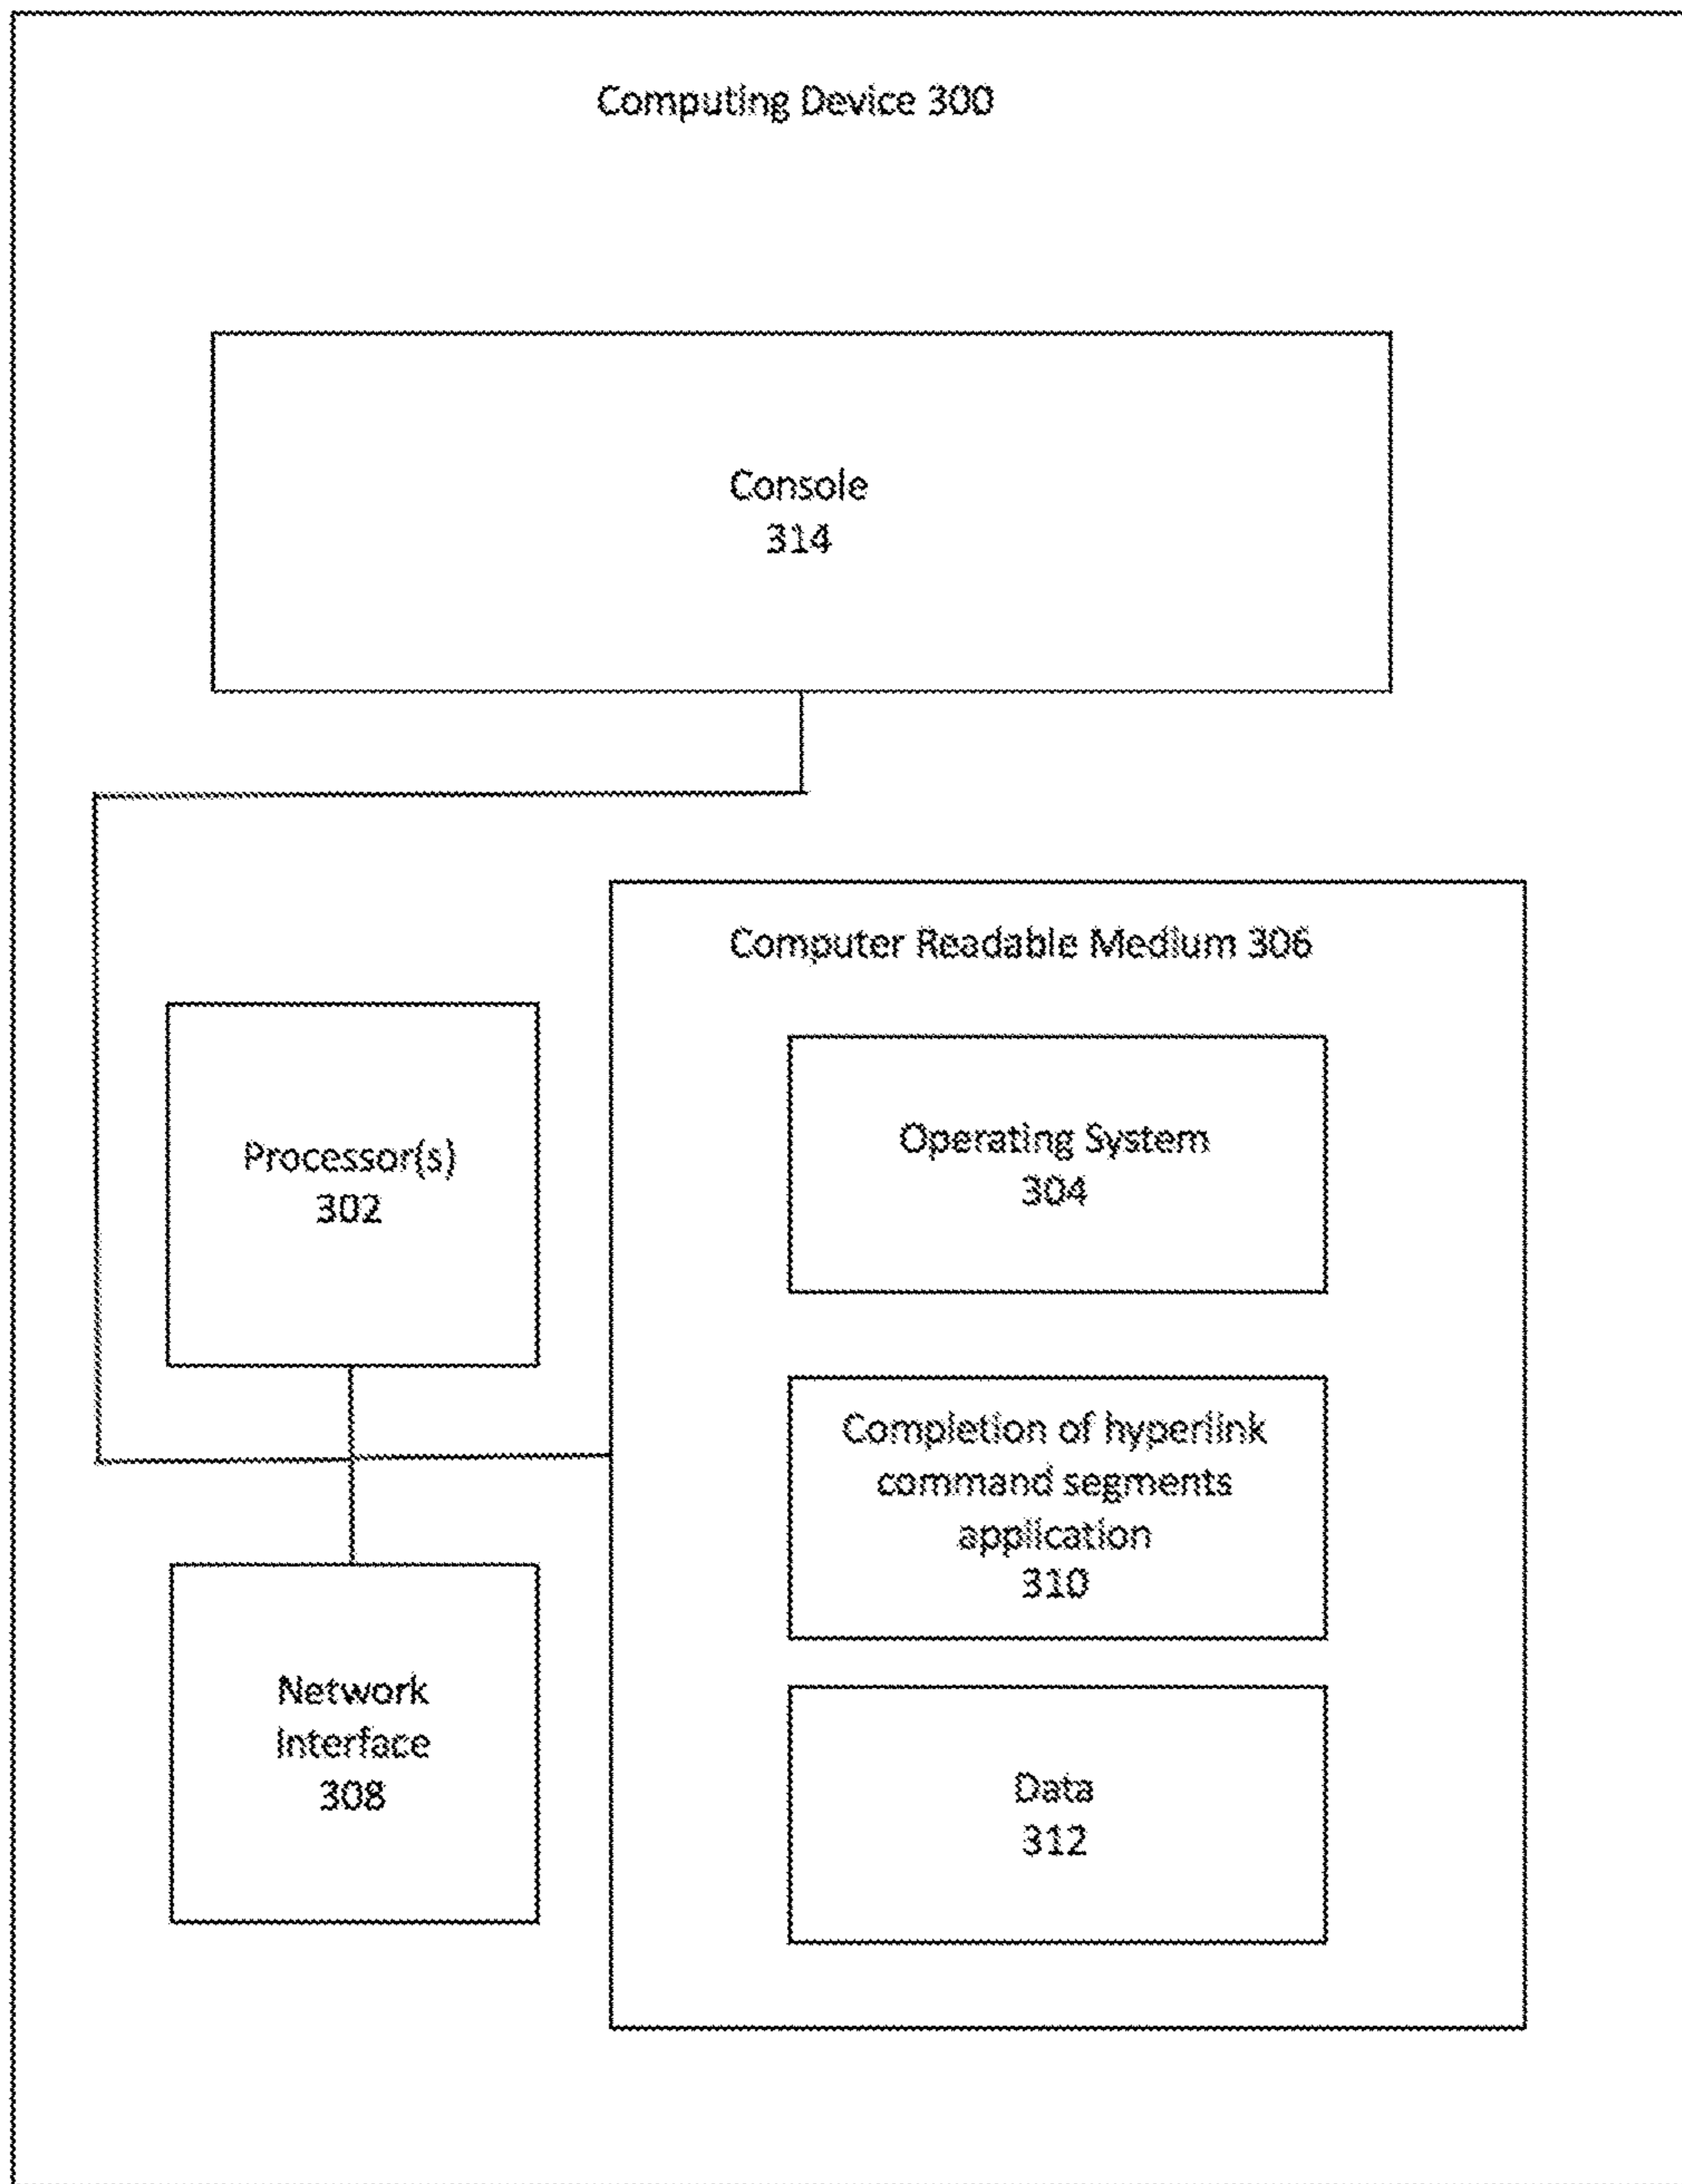 Computing Device 300
Console
314
Computer Readable Medium 306
Processor(s)
302
Operating System
304
Completion of hyperlink
command segments
application
310
Network
Interface
308
Data
312